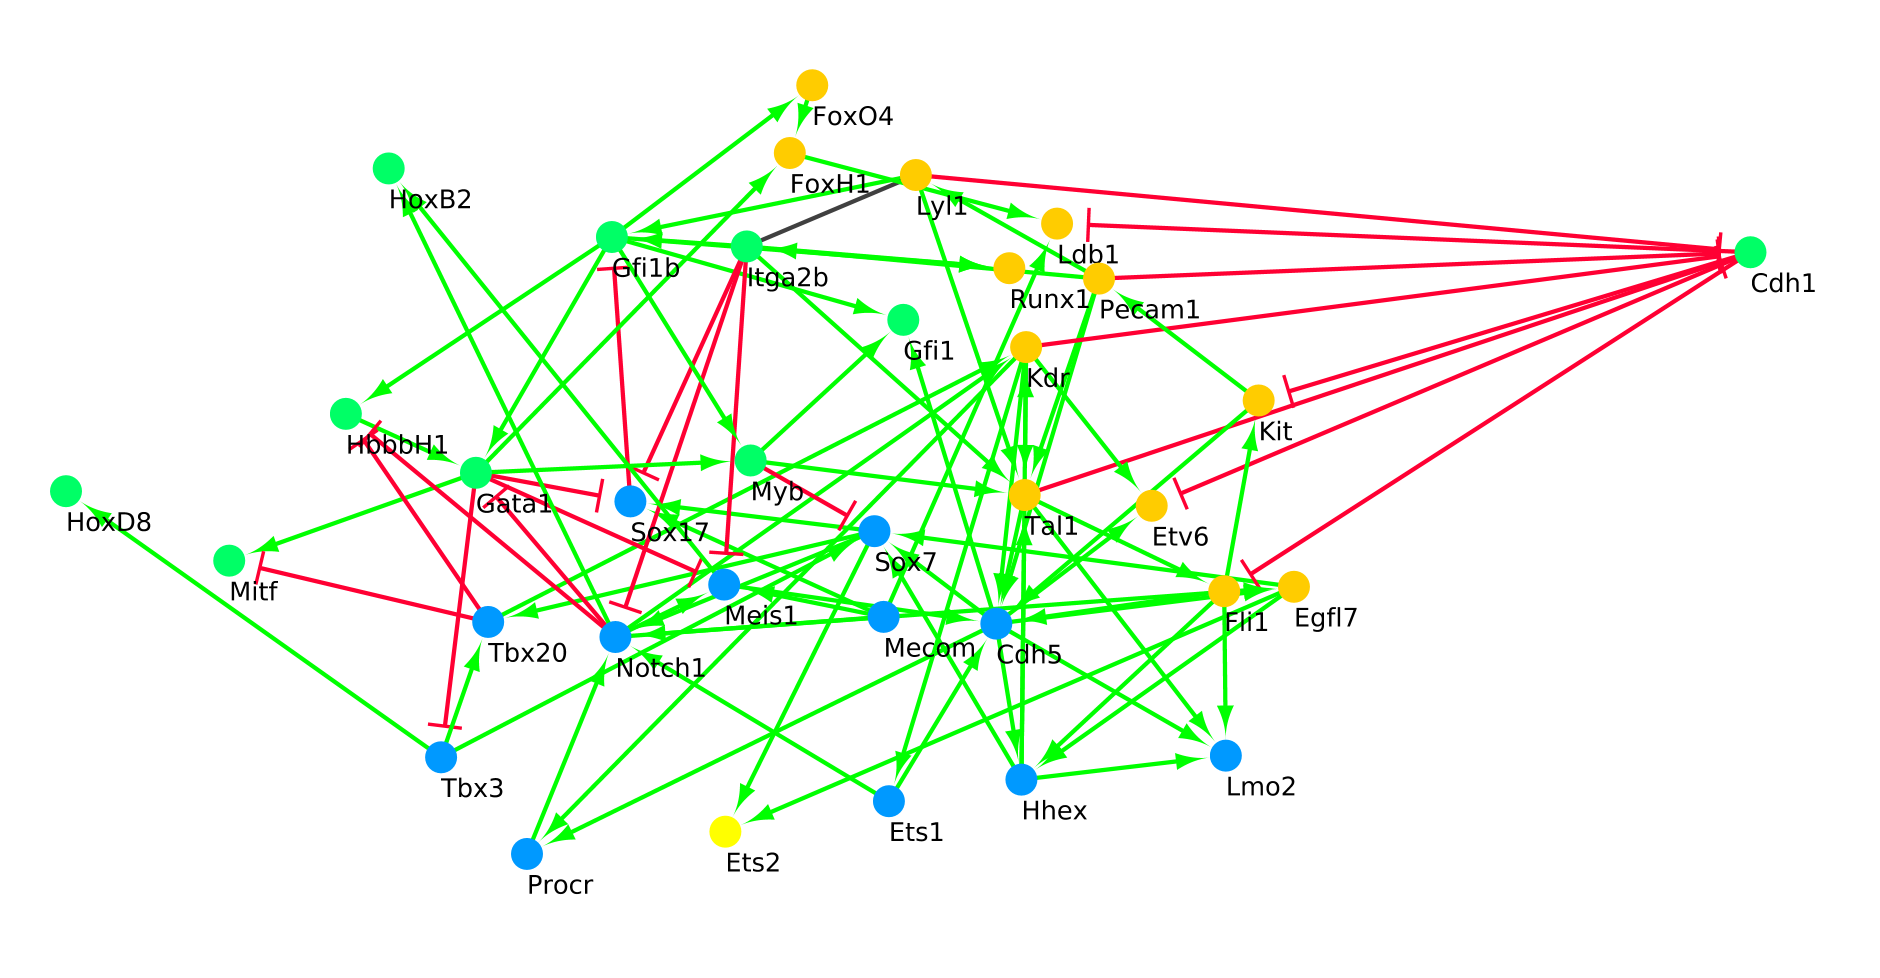 FoxO4
FoxH1
HoxB2
Lyl1
Ldb1
Gfi1b
Itga2b
Cdh1
Runx1
Pecam1
Gfi1
Kdr
Kit
HbbbH1
Gata1
Myb
HoxD8
Sox17
Tal1
Etv6
Sox7
Mitf
Meis1
Fli1
Egfl7
Tbx20
Notch1
Mecom
Cdh5
Tbx3
Lmo2
Hhex
Ets1
Ets2
Procr